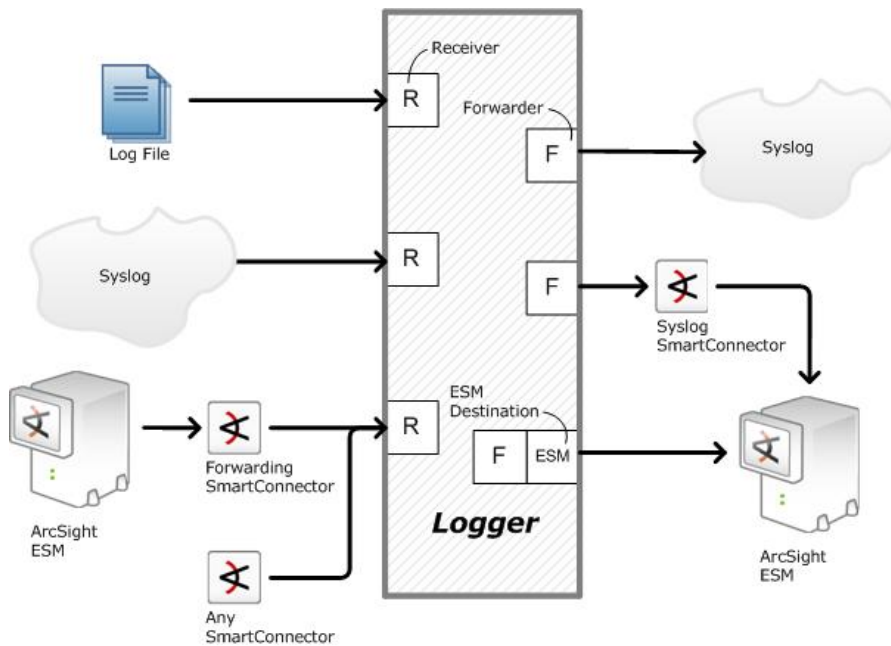 Receiver
R
Forwarder
Log File
F
Syslog
Syslog
R
F
Syslog
SmartConnector
ESM
Destination
R
F
ESM
Forwarding
SmartConnector
ArcSight
ESM
Logger
ArcSight
ESM
Any
SmartConnector